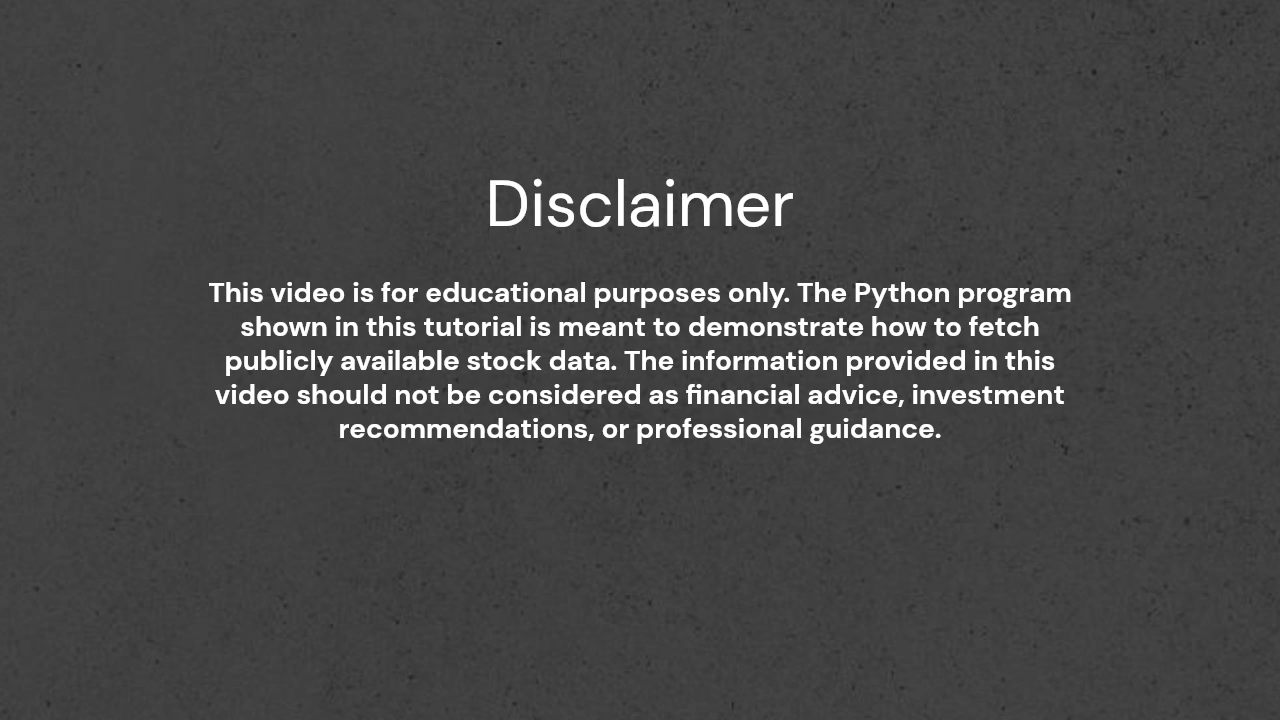 Disclaimer
This video is for educational purposes only. The Python program
shown in this tutorial is meant to demonstrate how to fetch
publicly available stock data. The information provided in this
video should not be considered as financial advice, investment
recommendations, or professional guidance.